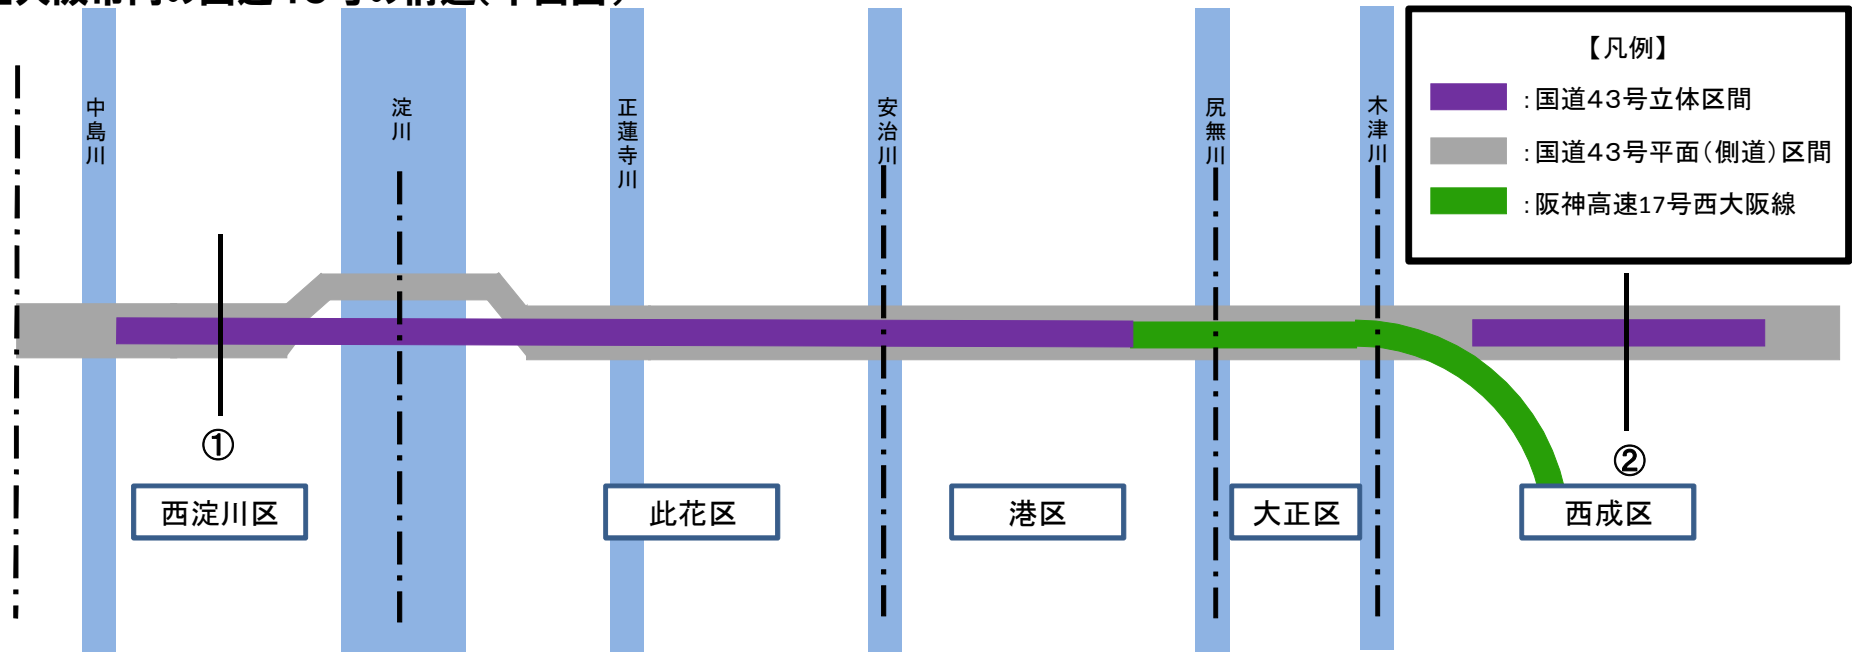 【凡例】
：国道４３号立体区間
：国道４３号平面（側道）区間
：阪神高速17号西大阪線
中島川
淀川
正蓮寺川
安治川
尻無川
木津川
①
②
西淀川区
此花区
港区
大正区
西成区